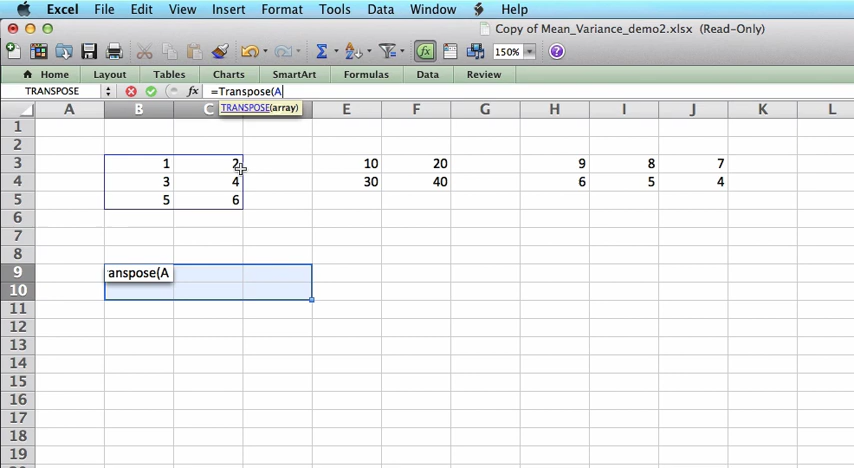 Excel File Edit View Insert Format Tools Data Window Help
Copy of Mean_Variance_demo2.xlsx (Read-Only)
150%
Home Layout Tables Charts SmartArt Formulas Data Review
TRANSPOSE fx =Transpose(A
TRANSPOSE(array)
A B C E F G H I J K L
1
2
3 1 2 10 20 9 8 7
4 3 4 30 40 6 5 4
5 5 6
6
7
8
9 anspose(A
10
11
12
13
14
15
16
17
18
19